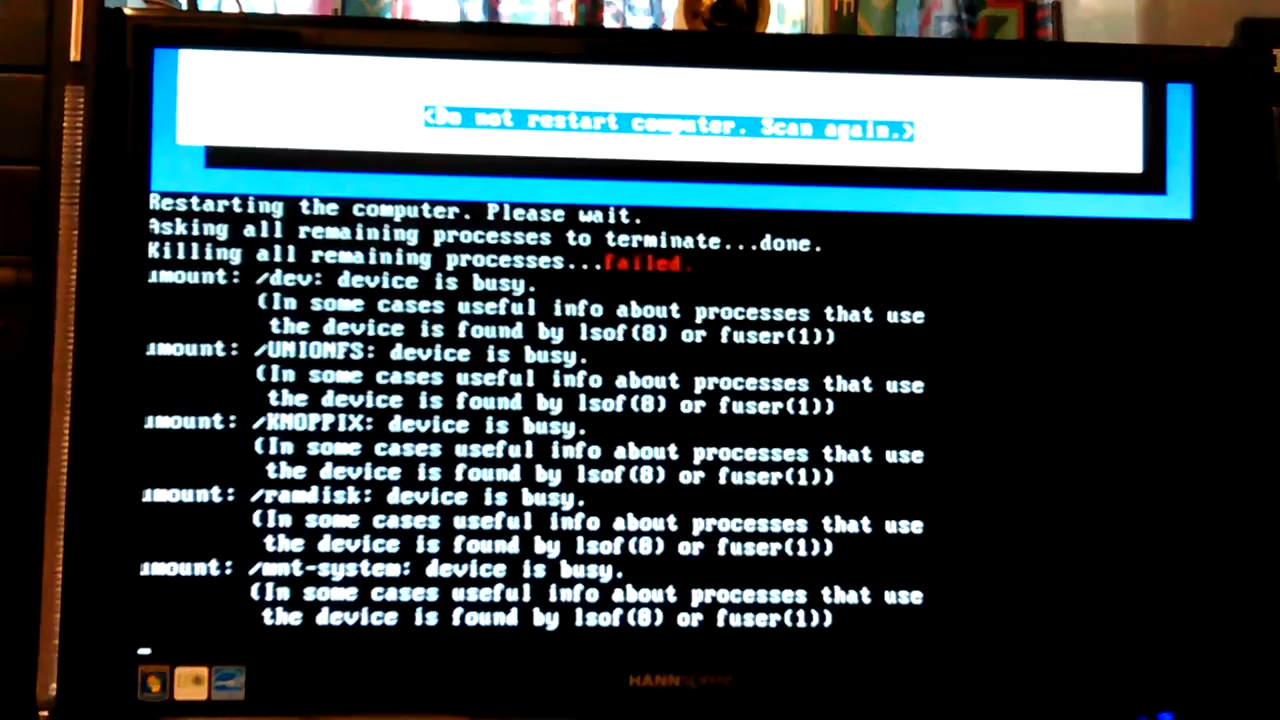 <Do not restart computer. Scan again.>
Restarting the computer. Please wait.
Asking all remaining processes to terminate...done.
Killing all remaining processes...failed.
umount: /dev: device is busy.
(In some cases useful info about processes that use
the device is found by lsof(8) or fuser(1))
umount: /UNIONFS: device is busy.
(In some cases useful info about processes that use
the device is found by lsof(8) or fuser(1))
umount: /KNOPPIX: device is busy.
(In some cases useful info about processes that use
the device is found by lsof(8) or fuser(1))
umount: /ramdisk: device is busy.
(In some cases useful info about processes that use
the device is found by lsof(8) or fuser(1))
umount: /mnt-system: device is busy.
(In some cases useful info about processes that use
the device is found by lsof(8) or fuser(1))
HANNspree